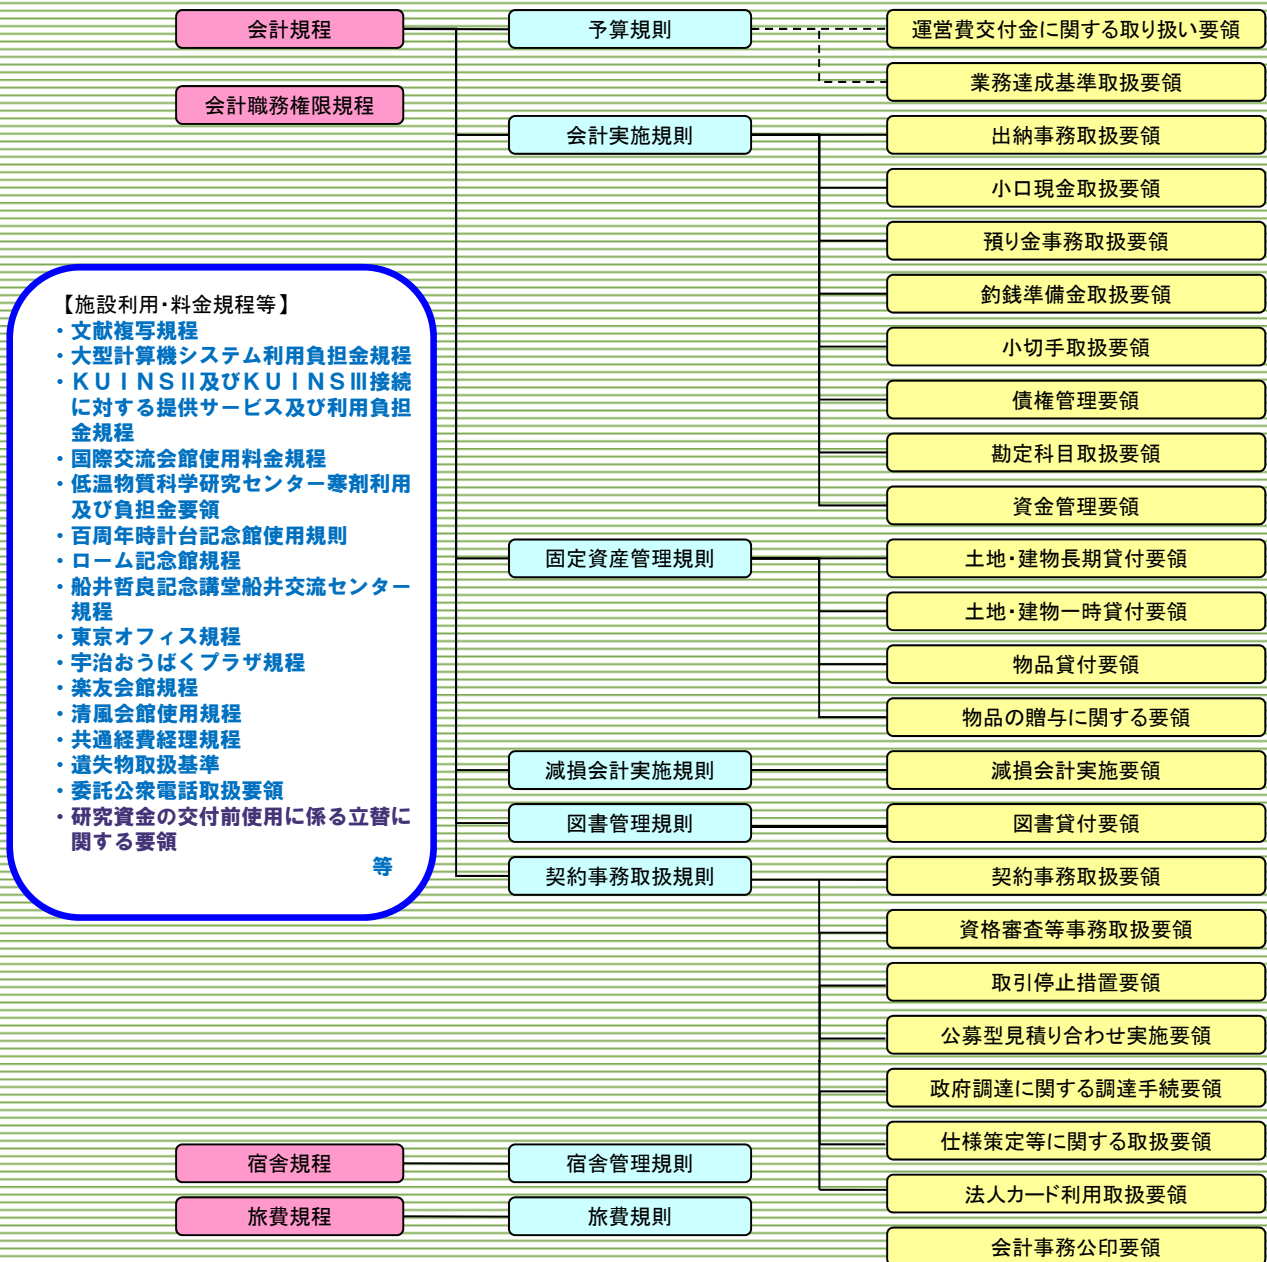 会計規程
会計職務権限規程
【施設利用・料金規程等】
・文献複写規程
・大型計算機システム利用負担金規程
・ＫＵＩＮＳⅡ及びＫＵＩＮＳⅢ接続
に対する提供サービス及び利用負担
金規程
・国際交流会館使用料金規程
・低温物質科学研究センター寒剤利用
及び負担金要領
・百周年時計台記念館使用規則
・ローム記念館規程
・船井哲良記念講堂船井交流センター
規程
・東京オフィス規程
・宇治おうばくプラザ規程
・楽友会館規程
・清風会館使用規程
・共通経費経理規程
・遺失物取扱基準
・委託公衆電話取扱要領
・研究資金の交付前使用に係る立替に
関する要領
等
宿舎規程
旅費規程
予算規則
会計実施規則
固定資産管理規則
減損会計実施規則
図書管理規則
契約事務取扱規則
宿舎管理規則
旅費規則
運営費交付金に関する取り扱い要領
業務達成基準取扱要領
出納事務取扱要領
小口現金取扱要領
預り金事務取扱要領
釣銭準備金取扱要領
小切手取扱要領
債権管理要領
勘定科目取扱要領
資金管理要領
土地・建物長期貸付要領
土地・建物一時貸付要領
物品貸付要領
物品の贈与に関する要領
減損会計実施要領
図書貸付要領
契約事務取扱要領
資格審査等事務取扱要領
取引停止措置要領
公募型見積り合わせ実施要領
政府調達に関する調達手続要領
仕様策定等に関する取扱要領
法人カード利用取扱要領
会計事務公印要領